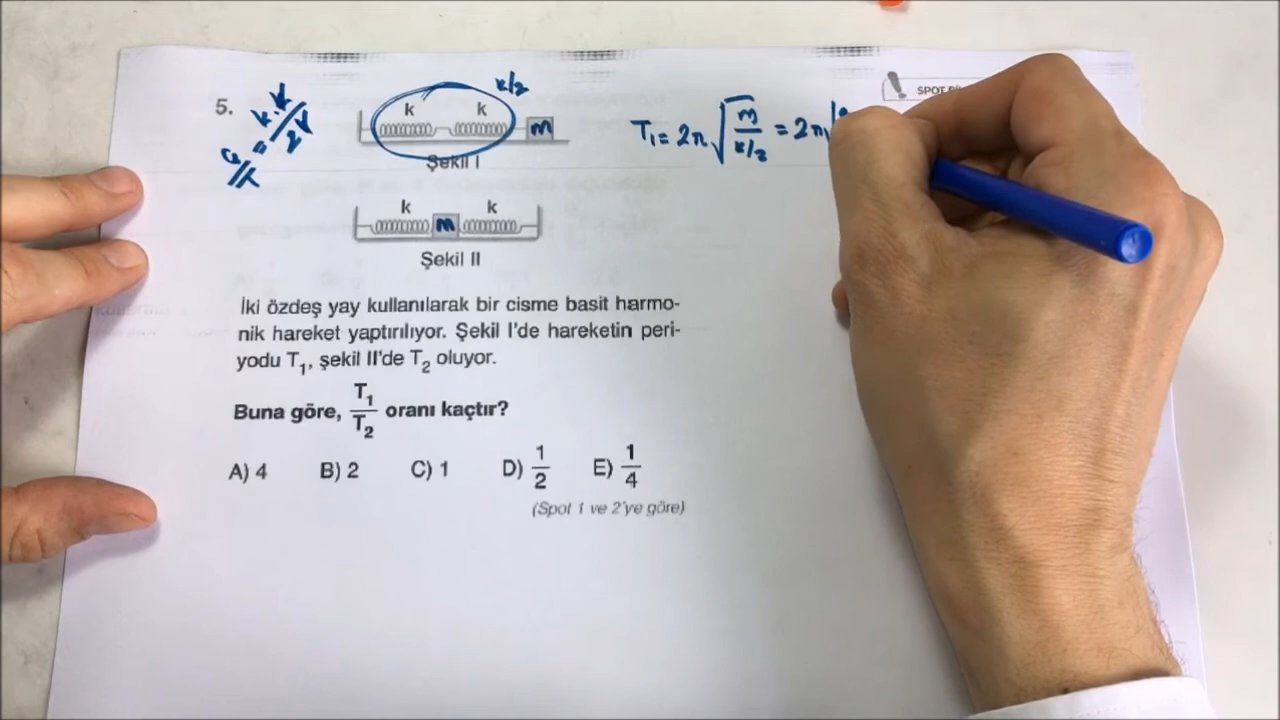 5.
k k k/2
m
Şekil I
T₁ = 2π √m/k/2 = 2π
SPOT
k k
m
Şekil II
İki özdeş yay kullanılarak bir cisme basit harmo-
nik hareket yaptırılıyor. Şekil I'de hareketin peri-
yodu T₁, şekil II'de T₂ oluyor.
Buna göre, T₁/T₂ oranı kaçtır?
A) 4 B) 2 C) 1 D) 1/2 E) 1/4
(Spot 1 ve 2'ye göre)